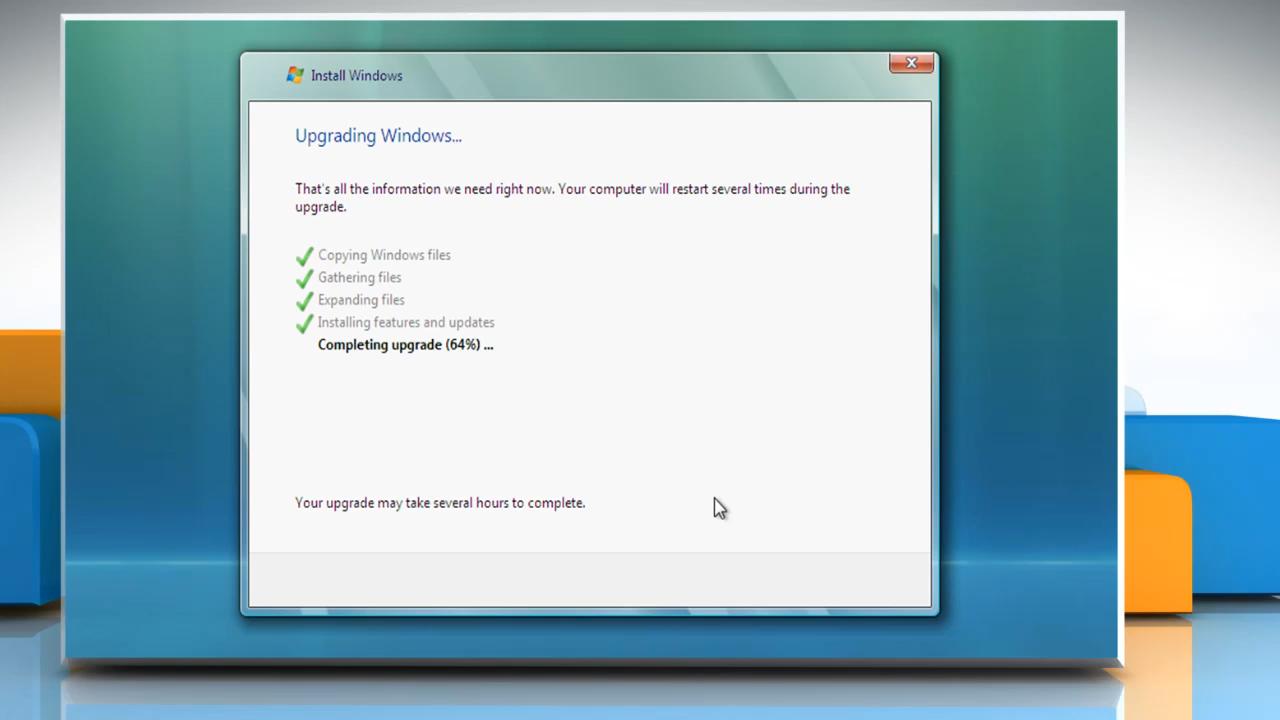 Install Windows
Upgrading Windows...
That's all the information we need right now. Your computer will restart several times during the
upgrade.
Copying Windows files
Gathering files
Expanding files
Installing features and updates
Completing upgrade (64%) ...
Your upgrade may take several hours to complete.